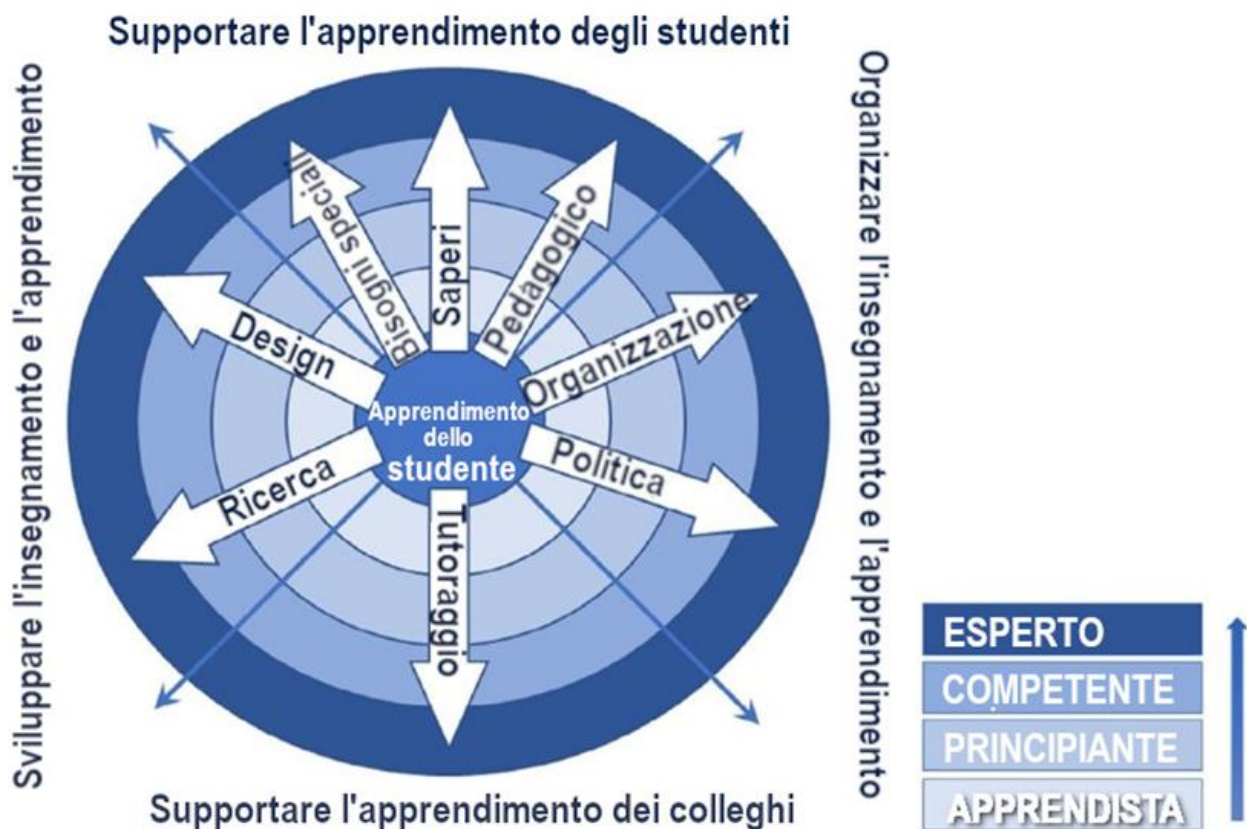 Supportare l'apprendimento degli studenti
Sviluppare l'insegnamento e l'apprendimento
Organizzare l'insegnamento e l'apprendimento
Bisogni speciali
Saperi
Pedagogico
Design
Organizzazione
Apprendimento
dello
studente
Ricerca
Tutoraggio
Politica
Supportare l'apprendimento dei colleghi
ESPERTO
COMPETENTE
PRINCIPIANTE
APPRENDISTA